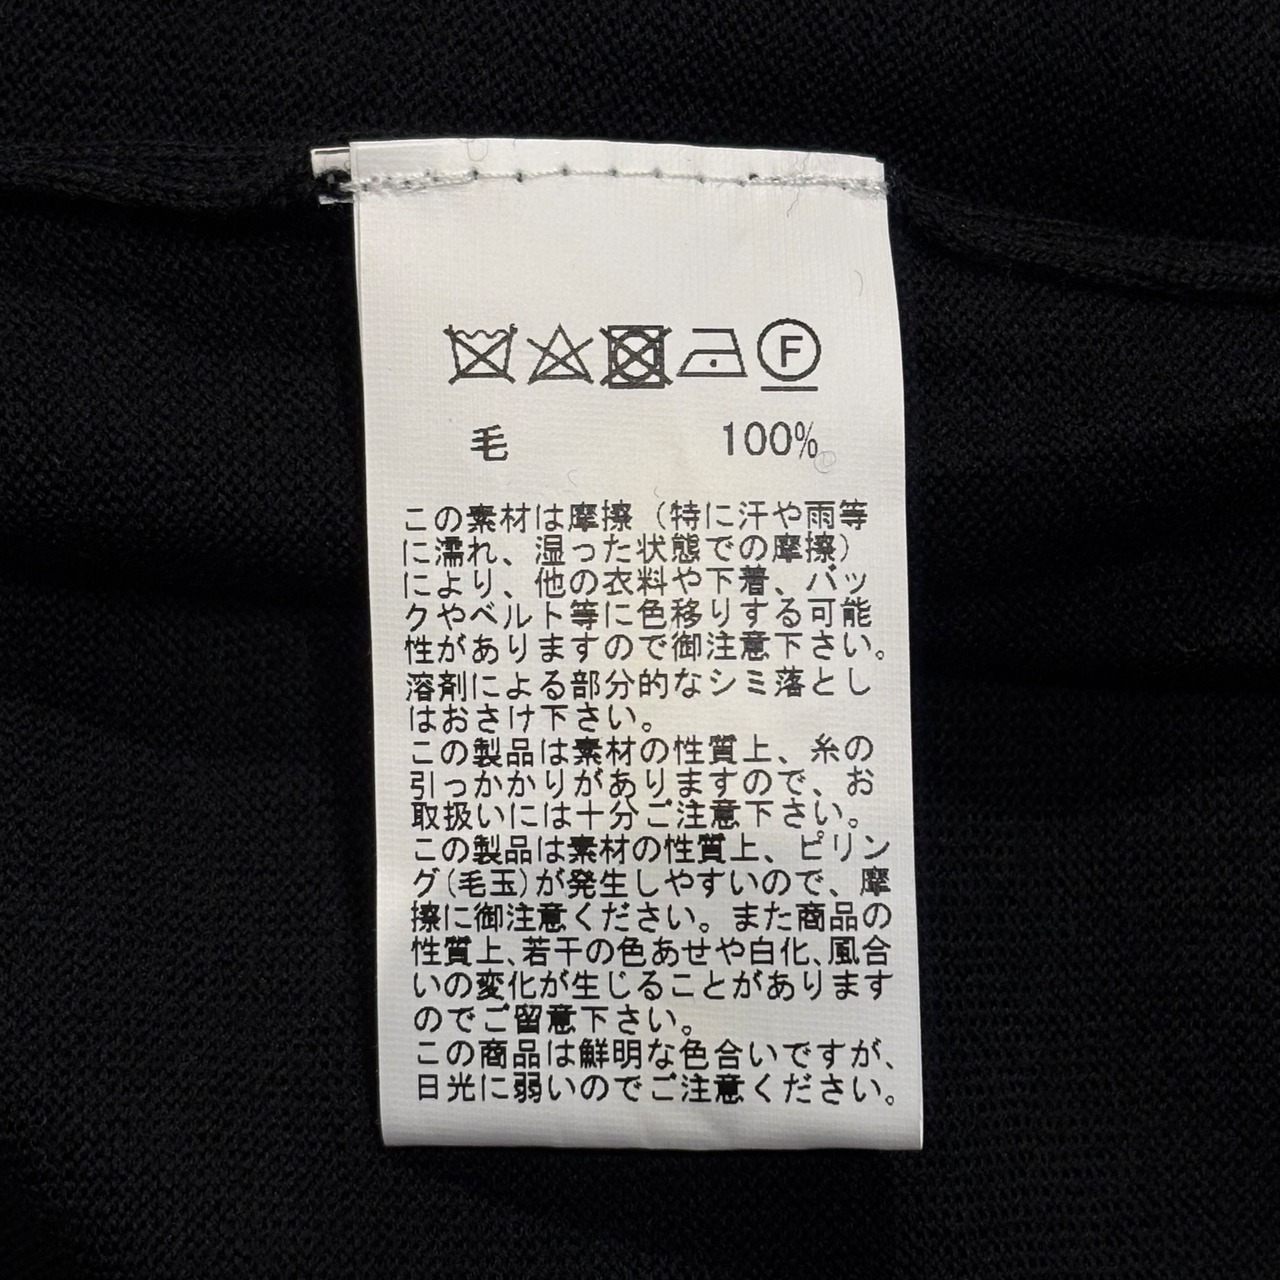 F
毛 100%
この素材は摩擦（特に汗や雨等
に濡れ、湿った状態での摩擦）
により、他の衣料や下着、バッ
クやベルト等に色移りする可能
性がありますので御注意下さい。
溶剤による部分的なシミ落とし
はおさけ下さい。
この製品は素材の性質上、糸の
引っかかりがありますので、お
取扱いには十分ご注意下さい。
この製品は素材の性質上、ピリン
グ(毛玉)が発生しやすいので、摩
擦に御注意ください。また商品の
性質上、若干の色あせや白化、風合
いの変化が生じることがあります
のでご留意下さい。
この商品は鮮明な色合いですが、
日光に弱いのでご注意ください。